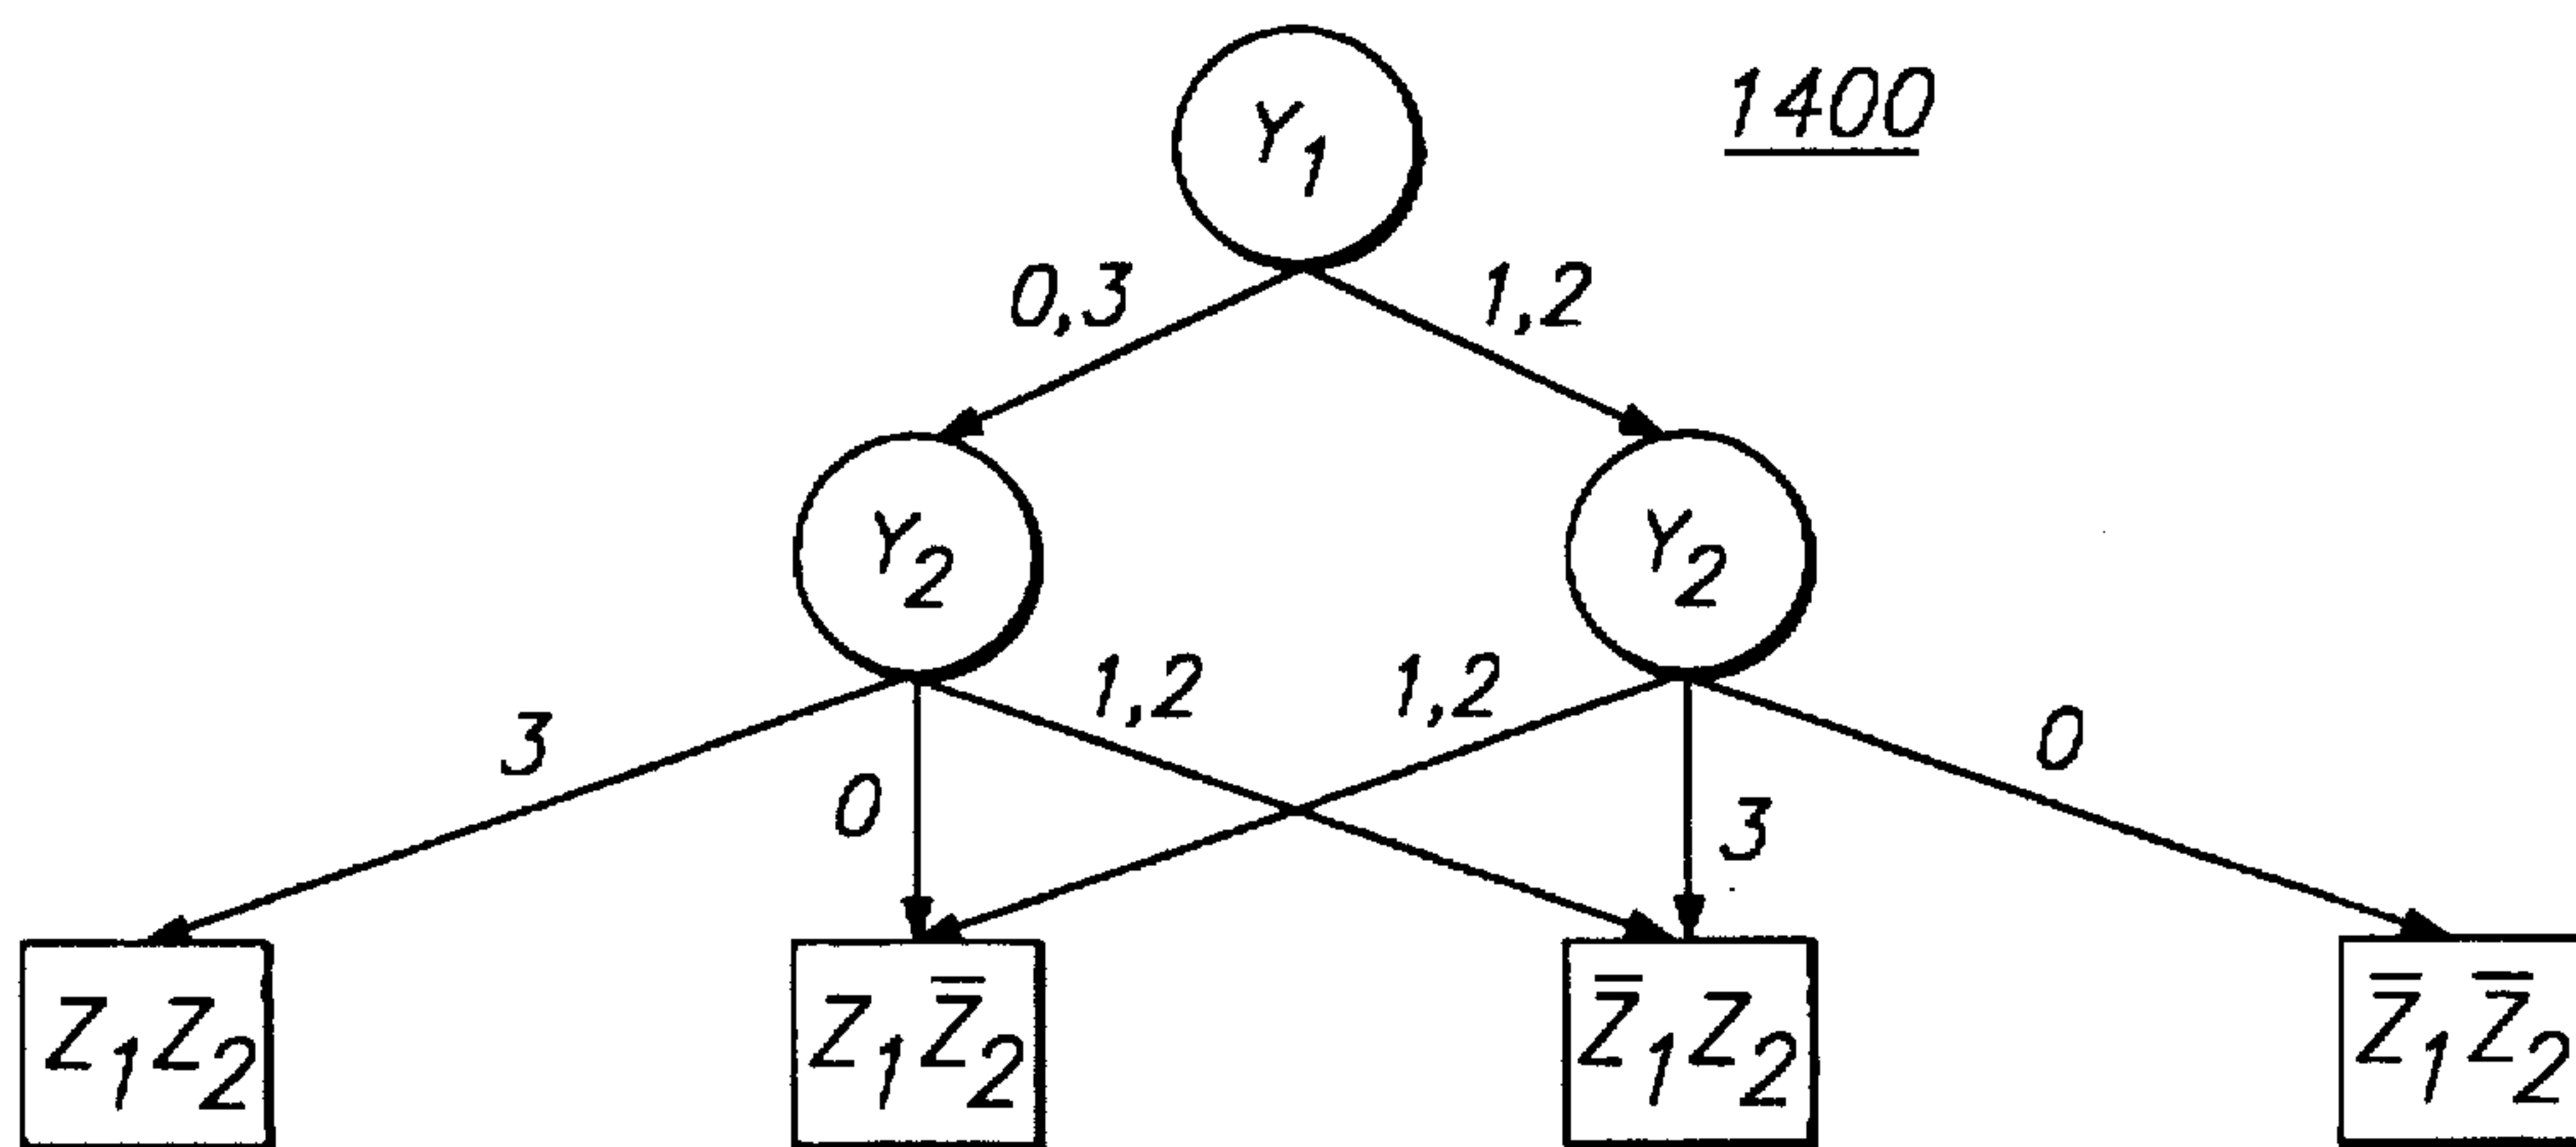 Y₁ 1400
0,3 1,2
Y₂ Y₂
3 0 1,2 1,2 3 0
Z₁Z₂ Z₁Z̅₂ Z̅₁Z₂ Z̅₁Z̅₂